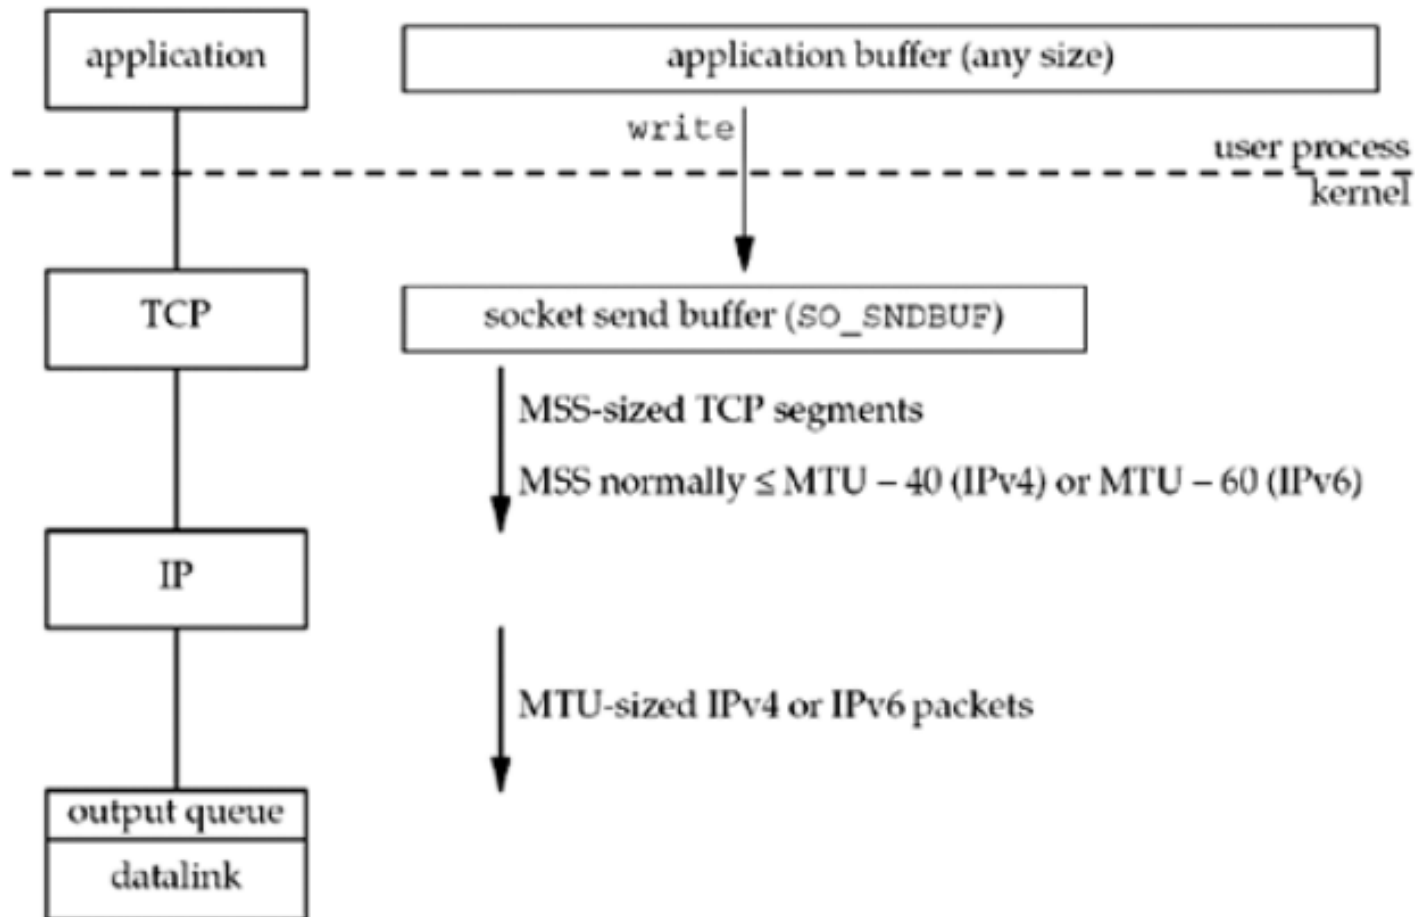 application
application buffer (any size)
write
user process
kernel
TCP
socket send buffer (SO_SNDBUF)
MSS-sized TCP segments
MSS normally ≤ MTU – 40 (IPv4) or MTU – 60 (IPv6)
IP
MTU-sized IPv4 or IPv6 packets
output queue
datalink